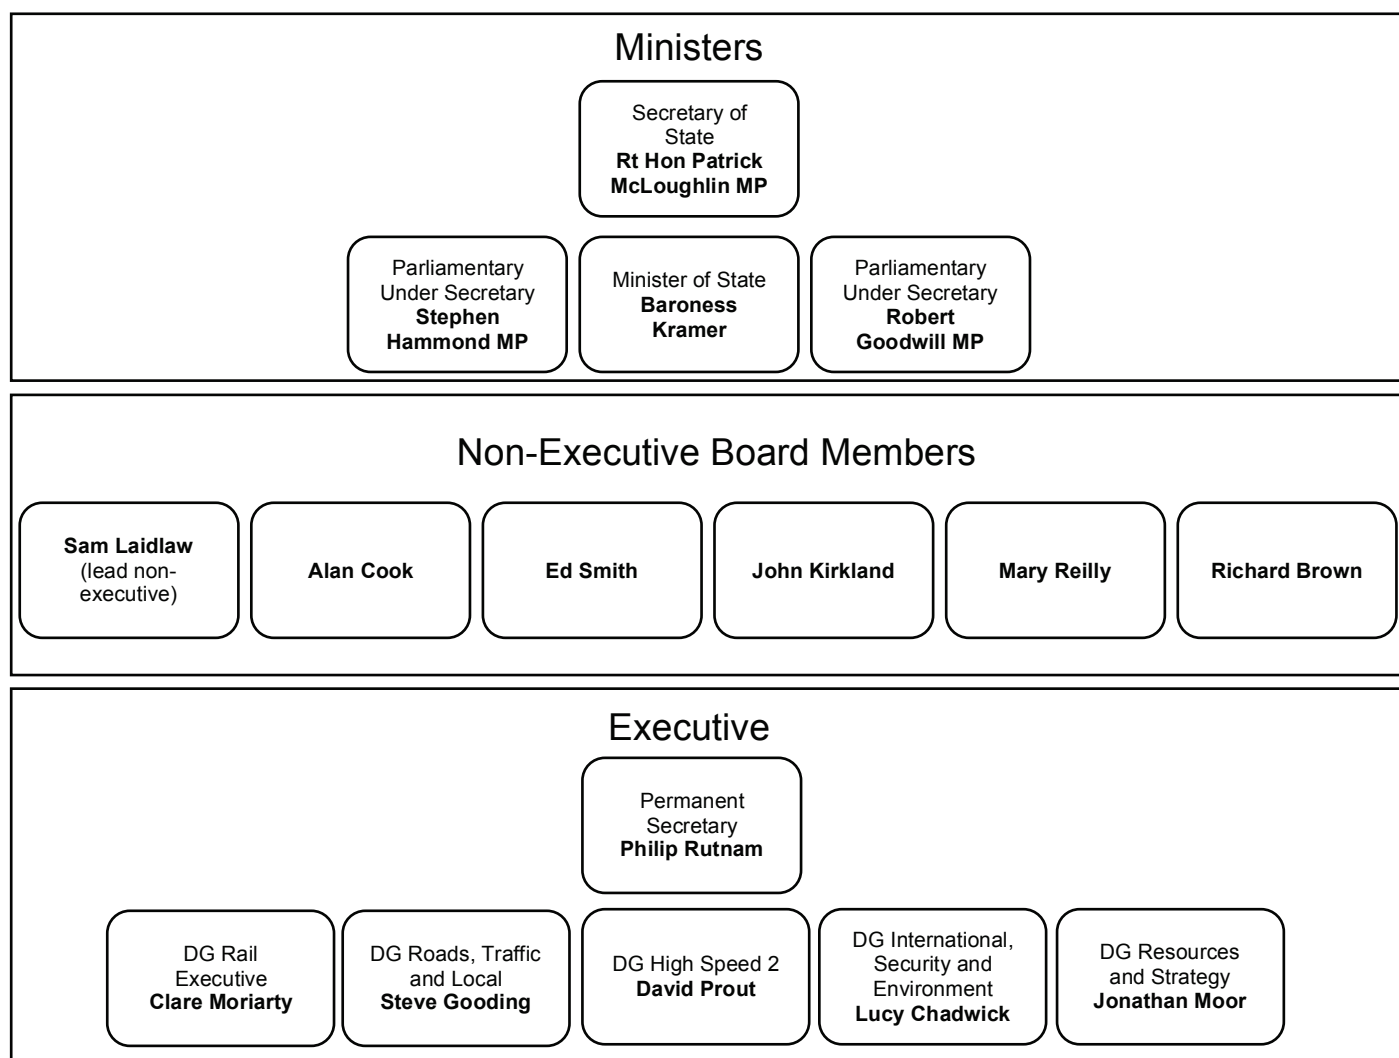 Ministers
Secretary of
State
Rt Hon Patrick
McLoughlin MP
Parliamentary
Under Secretary
Stephen
Hammond MP
Minister of State
Baroness
Kramer
Parliamentary
Under Secretary
Robert
Goodwill MP
Non-Executive Board Members
Sam Laidlaw
(lead non-
executive)
Alan Cook
Ed Smith
John Kirkland
Mary Reilly
Richard Brown
Executive
Permanent
Secretary
Philip Rutnam
DG Rail
Executive
Clare Moriarty
DG Roads, Traffic
and Local
Steve Gooding
DG High Speed 2
David Prout
DG International,
Security and
Environment
Lucy Chadwick
DG Resources
and Strategy
Jonathan Moor